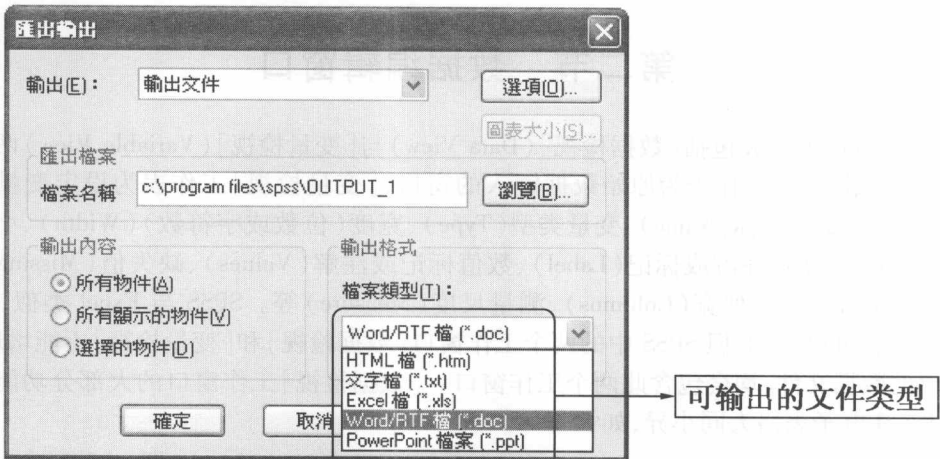 匯出輸出
輸出(E)： 輸出文件 選項(O)...
圖表大小(S)...
匯出檔案
檔案名稱 c:\program files\spss\OUTPUT_1 瀏覽(B)...
輸出內容 輸出格式
所有物件(A) 檔案類型(T)：
所有顯示的物件(V) Word/RTF 檔 (*.doc)
選擇的物件(D) HTML 檔 (*.htm)
文字檔 (*.txt)
Excel 檔 (*.xls)
Word/RTF 檔 (*.doc)
PowerPoint 檔案 (*.ppt)
確定 取消
可输出的文件类型